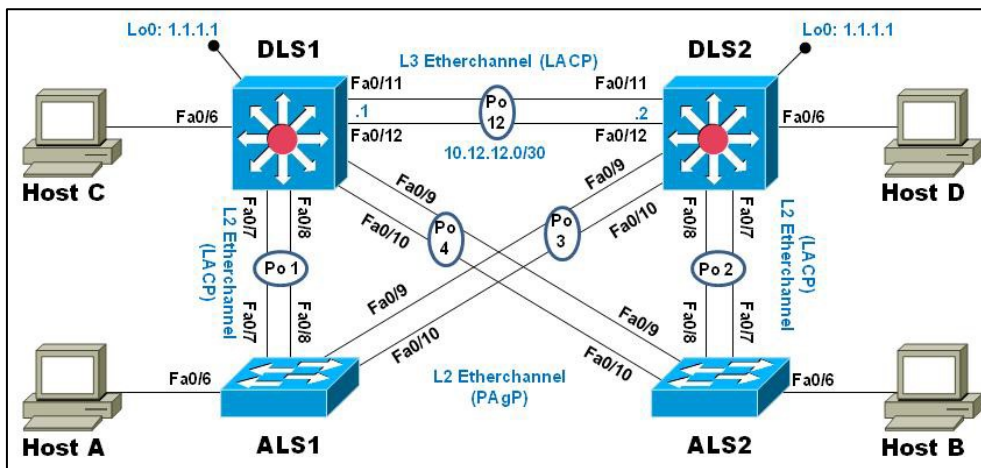 Lo0: 1.1.1.1
Lo0: 1.1.1.1
DLS1
DLS2
L3 Etherchannel (LACP)
Fa0/11
Fa0/11
Fa0/6
.1
Po
12
.2
Fa0/6
Fa0/12
Fa0/12
10.12.12.0/30
Host C
Host D
Fa0/9
Fa0/9
Fa0/10
Fa0/10
Fa0/7
Fa0/8
Po
4
Po
3
Fa0/8
Fa0/7
L2 Etherchannel
(LACP)
Po 1
Po 2
L2 Etherchannel
(LACP)
Fa0/7
Fa0/8
Fa0/9
Fa0/10
Fa0/9
Fa0/10
Fa0/8
Fa0/7
Fa0/6
L2 Etherchannel
(PAgP)
Fa0/6
Host A
ALS1
ALS2
Host B